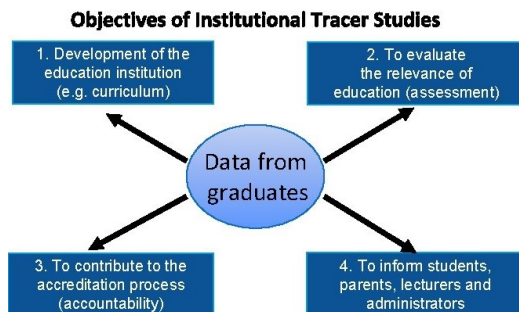 Objectives of Institutional Tracer Studies
1. Development of the
education institution
(e.g. curriculum)
2. To evaluate
the relevance of
education (assessment)
Data from
graduates
3. To contribute to the
accreditation process
(accountability)
4. To inform students,
parents, lecturers and
administrators